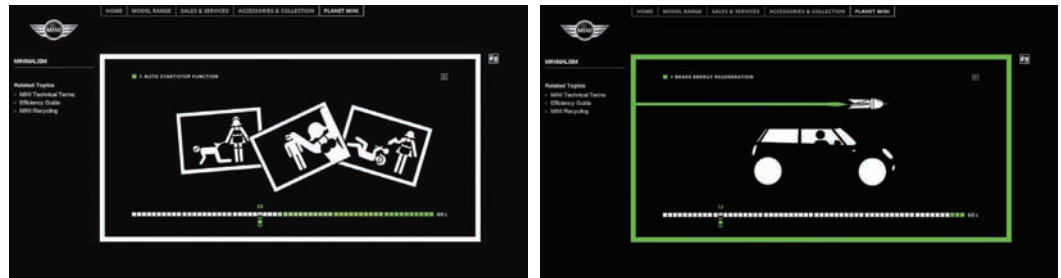 HOME MODEL RANGE SALES & SERVICES ACCESSORIES & COLLECTION PLANET MINI
MINI
MINIMALISM
Related Topics
MINI Technical Terms
Efficiency Guide
MINI Recycling
> AUTO START/STOP FUNCTION
60s
HOME MODEL RANGE SALES & SERVICES ACCESSORIES & COLLECTION PLANET MINI
MINI
MINIMALISM
Related Topics
MINI Technical Terms
Efficiency Guide
MINI Recycling
> BRAKE ENERGY REGENERATION
60s